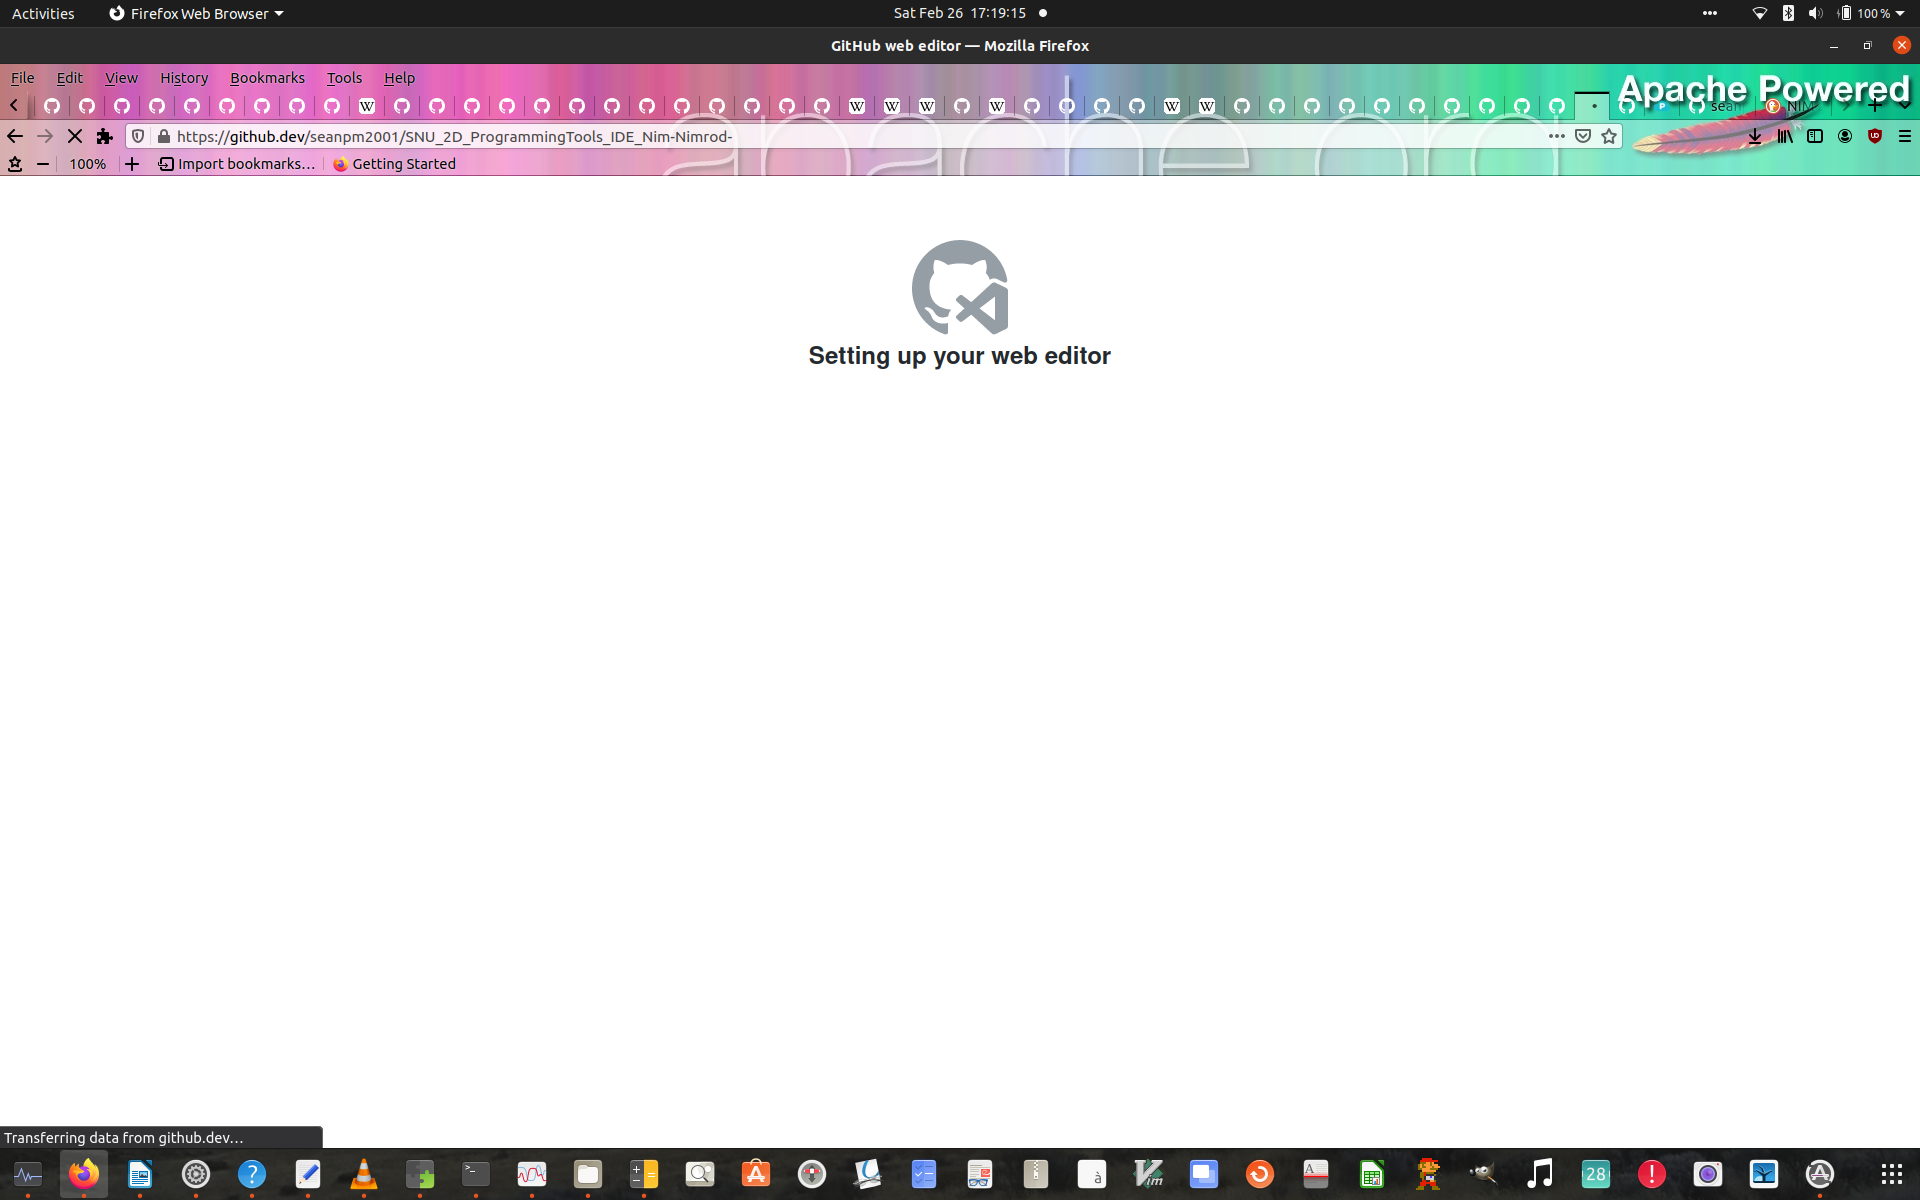 Activities
Firefox Web Browser
Sat Feb 26 17:19:15
100 %
GitHub web editor — Mozilla Firefox
File Edit View History Bookmarks Tools Help
Apache Powered
https://github.dev/seanpm2001/SNU_2D_ProgrammingTools_IDE_Nim-Nimrod-
100%
Import bookmarks...
Getting Started
Setting up your web editor
Transferring data from github.dev...
28